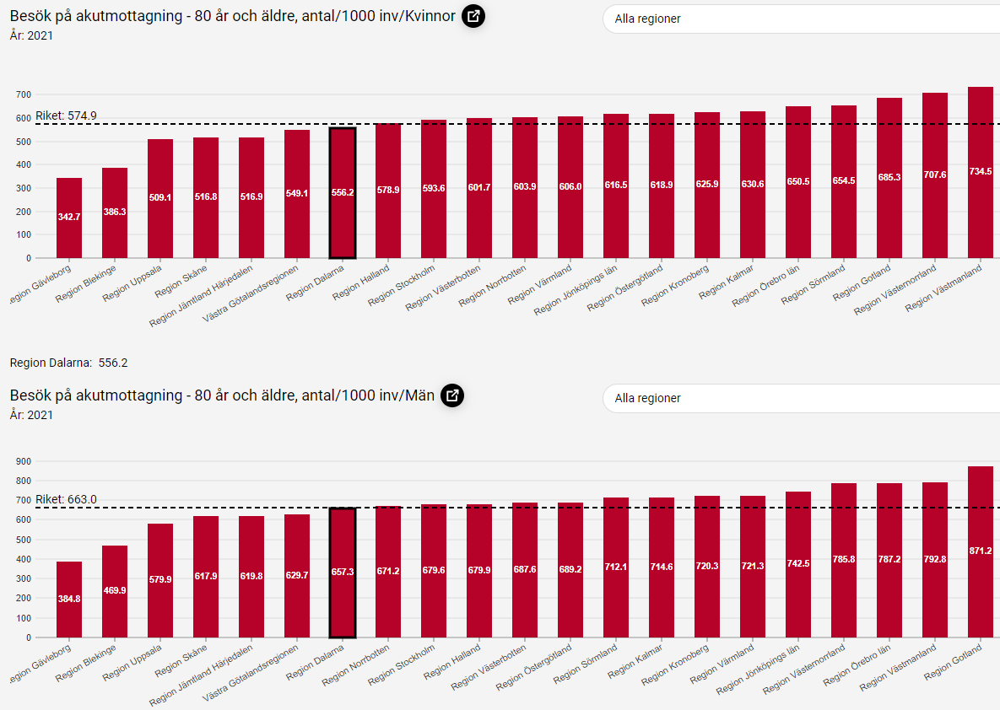 Besök på akutmottagning - 80 år och äldre, antal/1000 inv/Kvinnor
Alla regioner
År: 2021
700
600
500
400
300
200
100
0
Riket: 574.9
342.7
386.3
509.1
516.8
516.9
549.1
556.2
578.9
593.6
601.7
603.9
606.0
616.5
618.9
625.9
630.6
650.5
654.5
685.3
707.6
734.5
egion Gävleborg
Region Blekinge
Region Uppsala
Region Skåne
Region Jämtland Härjedalen
Västra Götalandsregionen
Region Dalarna
Region Halland
Region Stockholm
Region Västerbotten
Region Norrbotten
Region Värmland
Region Jönköpings län
Region Östergötland
Region Kronoberg
Region Kalmar
Region Örebro län
Region Sörmland
Region Gotland
Region Västernorrland
Region Västmanland
Region Dalarna: 556.2
Besök på akutmottagning - 80 år och äldre, antal/1000 inv/Män
Alla regioner
År: 2021
900
800
700
600
500
400
300
200
100
0
Riket: 663.0
384.8
469.9
579.9
617.9
619.8
629.7
657.3
671.2
679.6
679.9
687.6
689.2
712.1
714.6
720.3
721.3
742.5
785.8
787.2
792.8
871.2
egion Gävleborg
Region Blekinge
Region Uppsala
Region Skåne
Region Jämtland Härjedalen
Västra Götalandsregionen
Region Dalarna
Region Norrbotten
Region Stockholm
Region Halland
Region Västerbotten
Region Östergötland
Region Sörmland
Region Kalmar
Region Kronoberg
Region Värmland
Region Jönköpings län
Region Västernorrland
Region Örebro län
Region Västmanland
Region Gotland